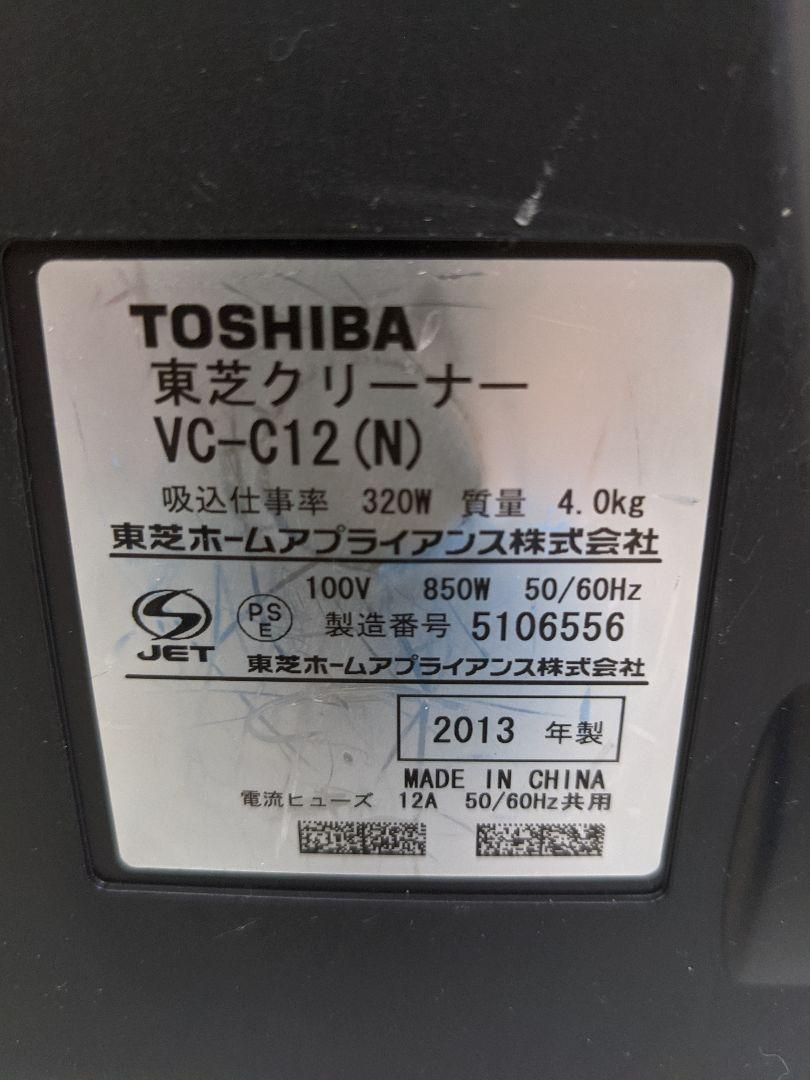 TOSHIBA
東芝クリーナー
VC-C12(N)
吸込仕事率 320W 質量 4.0kg
東芝ホームアプライアンス株式会社
100V 850W 50/60Hz
PS
E
製造番号 5106556
JET
東芝ホームアプライアンス株式会社
2013 年製
MADE IN CHINA
電流ヒューズ 12A 50/60Hz共用